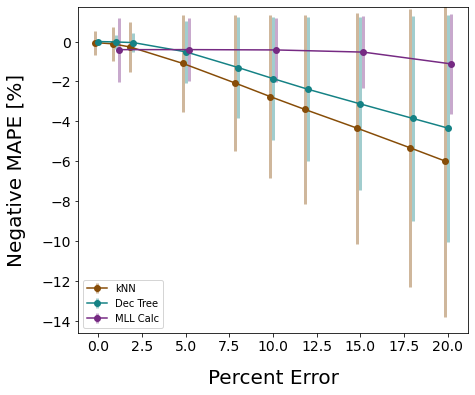 Negative MAPE [%]
0
−2
−4
−6
−8
−10
−12
−14
kNN
Dec Tree
MLL Calc
0.0 2.5 5.0 7.5 10.0 12.5 15.0 17.5 20.0
Percent Error